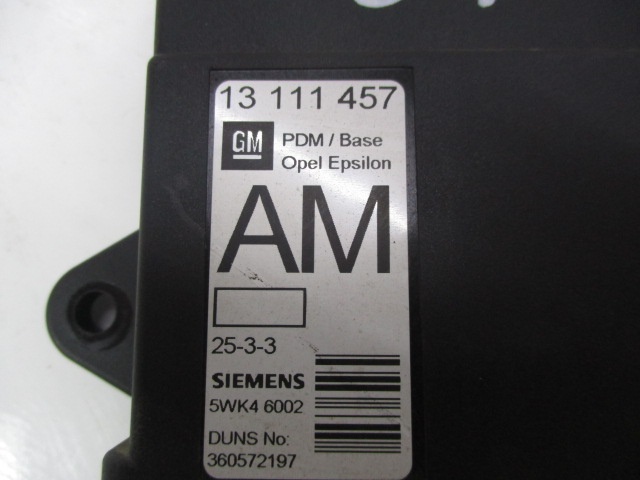 13 111 457
GM
PDM / Base
Opel Epsilon
AM
25-3-3
SIEMENS
5WK4 6002
DUNS No:
360572197